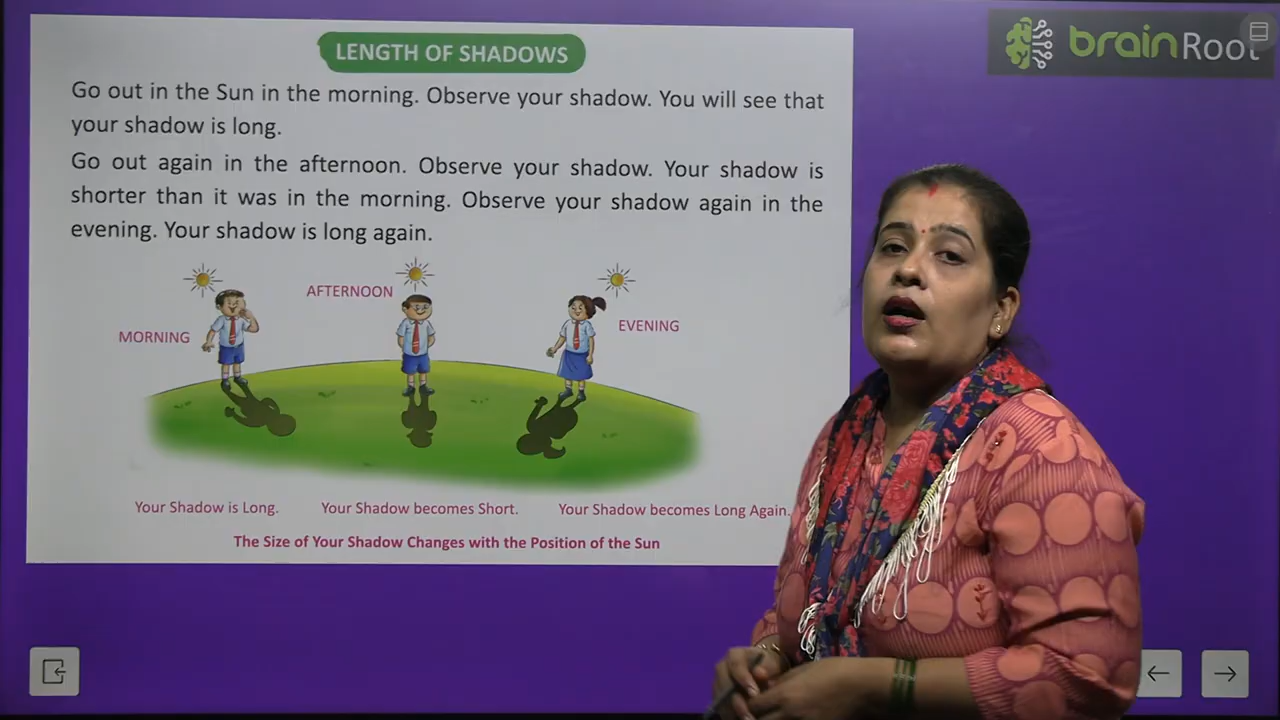 LENGTH OF SHADOWS
brainRoot
Go out in the Sun in the morning. Observe your shadow. You will see that
your shadow is long.
Go out again in the afternoon. Observe your shadow. Your shadow is
shorter than it was in the morning. Observe your shadow again in the
evening. Your shadow is long again.
MORNING
AFTERNOON
EVENING
Your Shadow is Long.
Your Shadow becomes Short.
Your Shadow becomes Long Again.
The Size of Your Shadow Changes with the Position of the Sun